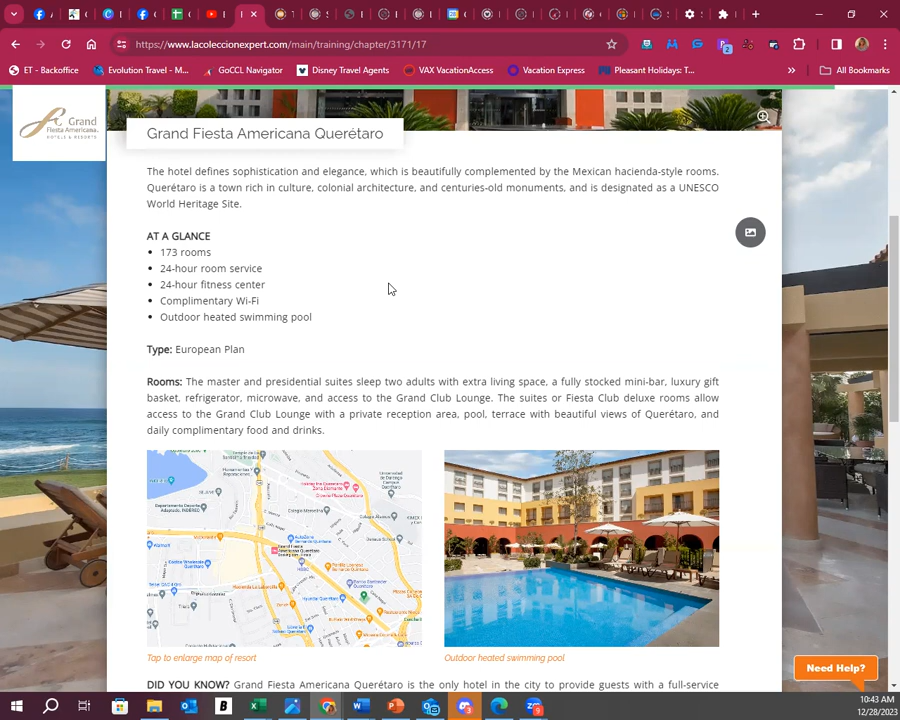 https://www.lacoleccionexpert.com/main/training/chapter/3171/17
ET - Backoffice
Evolution Travel - M...
GoCCL Navigator
Disney Travel Agents
VAX VacationAccess
Vacation Express
Pleasant Holidays: T...
All Bookmarks
Grand
Fiesta Americana
HOTELS & RESORTS
Grand Fiesta Americana Querétaro
The hotel defines sophistication and elegance, which is beautifully complemented by the Mexican hacienda-style rooms.
Querétaro is a town rich in culture, colonial architecture, and centuries-old monuments, and is designated as a UNESCO
World Heritage Site.
AT A GLANCE
• 173 rooms
• 24-hour room service
• 24-hour fitness center
• Complimentary Wi-Fi
• Outdoor heated swimming pool
Type: European Plan
Rooms: The master and presidential suites sleep two adults with extra living space, a fully stocked mini-bar, luxury gift
basket, refrigerator, microwave, and access to the Grand Club Lounge. The suites or Fiesta Club deluxe rooms allow
access to the Grand Club Lounge with a private reception area, pool, terrace with beautiful views of Querétaro, and
daily complimentary food and drinks.
Tap to enlarge map of resort
Outdoor heated swimming pool
DID YOU KNOW? Grand Fiesta Americana Querétaro is the only hotel in the city to provide guests with a full-service
Need Help?
10:43 AM
12/28/2023